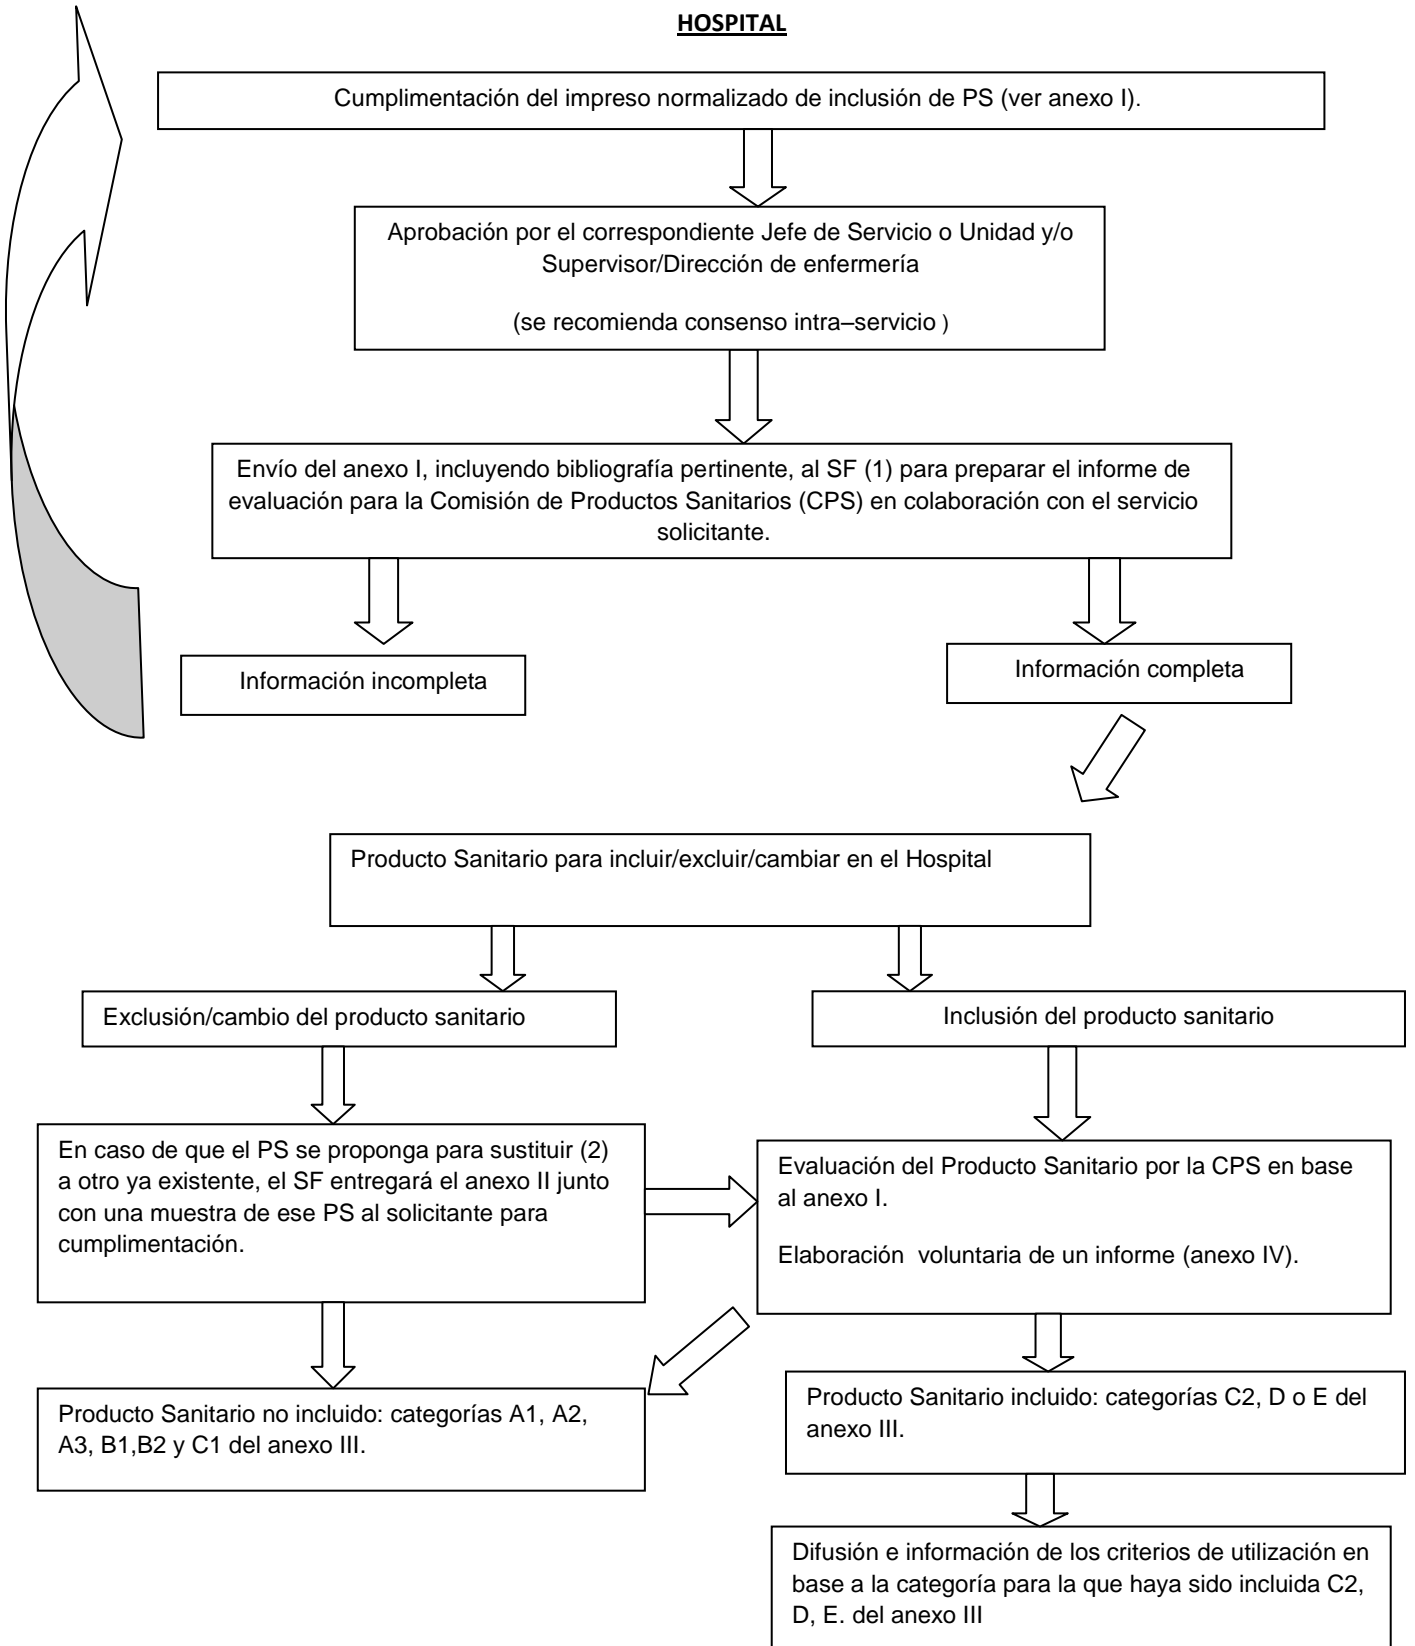 HOSPITAL
Cumplimentación del impreso normalizado de inclusión de PS (ver anexo I).
Aprobación por el correspondiente Jefe de Servicio o Unidad y/o
Supervisor/Dirección de enfermería
(se recomienda consenso intra–servicio )
Envío del anexo I, incluyendo bibliografía pertinente, al SF (1) para preparar el informe de
evaluación para la Comisión de Productos Sanitarios (CPS) en colaboración con el servicio
solicitante.
Información incompleta
Información completa
Producto Sanitario para incluir/excluir/cambiar en el Hospital
Exclusión/cambio del producto sanitario
Inclusión del producto sanitario
En caso de que el PS se proponga para sustituir (2)
a otro ya existente, el SF entregará el anexo II junto
con una muestra de ese PS al solicitante para
cumplimentación.
Evaluación del Producto Sanitario por la CPS en base
al anexo I.
Elaboración  voluntaria de un informe (anexo IV).
Producto Sanitario no incluido: categorías A1, A2,
A3, B1,B2 y C1 del anexo III.
Producto Sanitario incluido: categorías C2, D o E del
anexo III.
Difusión e información de los criterios de utilización en
base a la categoría para la que haya sido incluida C2,
D, E. del anexo III